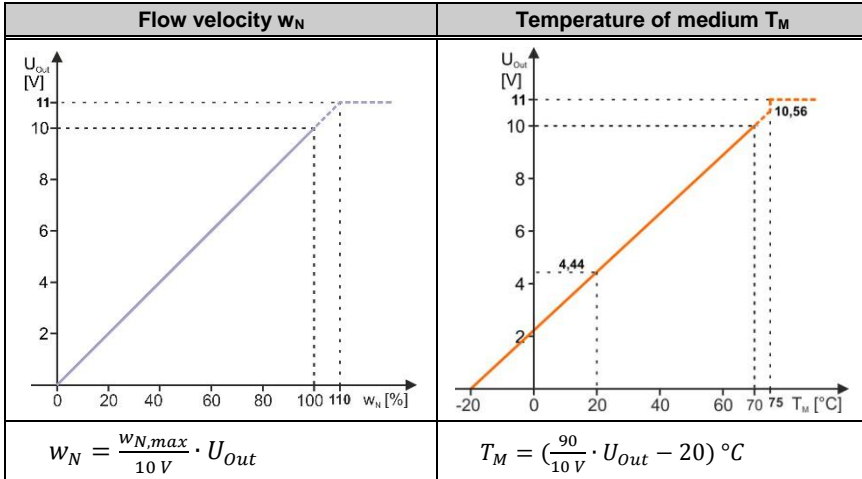 Flow velocity wN
Temperature of medium TM
UOut
[V]
11
10
8
6
4
2
0 20 40 60 80 100 110 wN [%]
UOut
[V]
11
10,56
10
8
6
4,44
4
2
-20 0 20 40 60 70 75 TM [°C]
wN = wN,max / 10 V · UOut
TM = (90 / 10 V · UOut − 20) °C